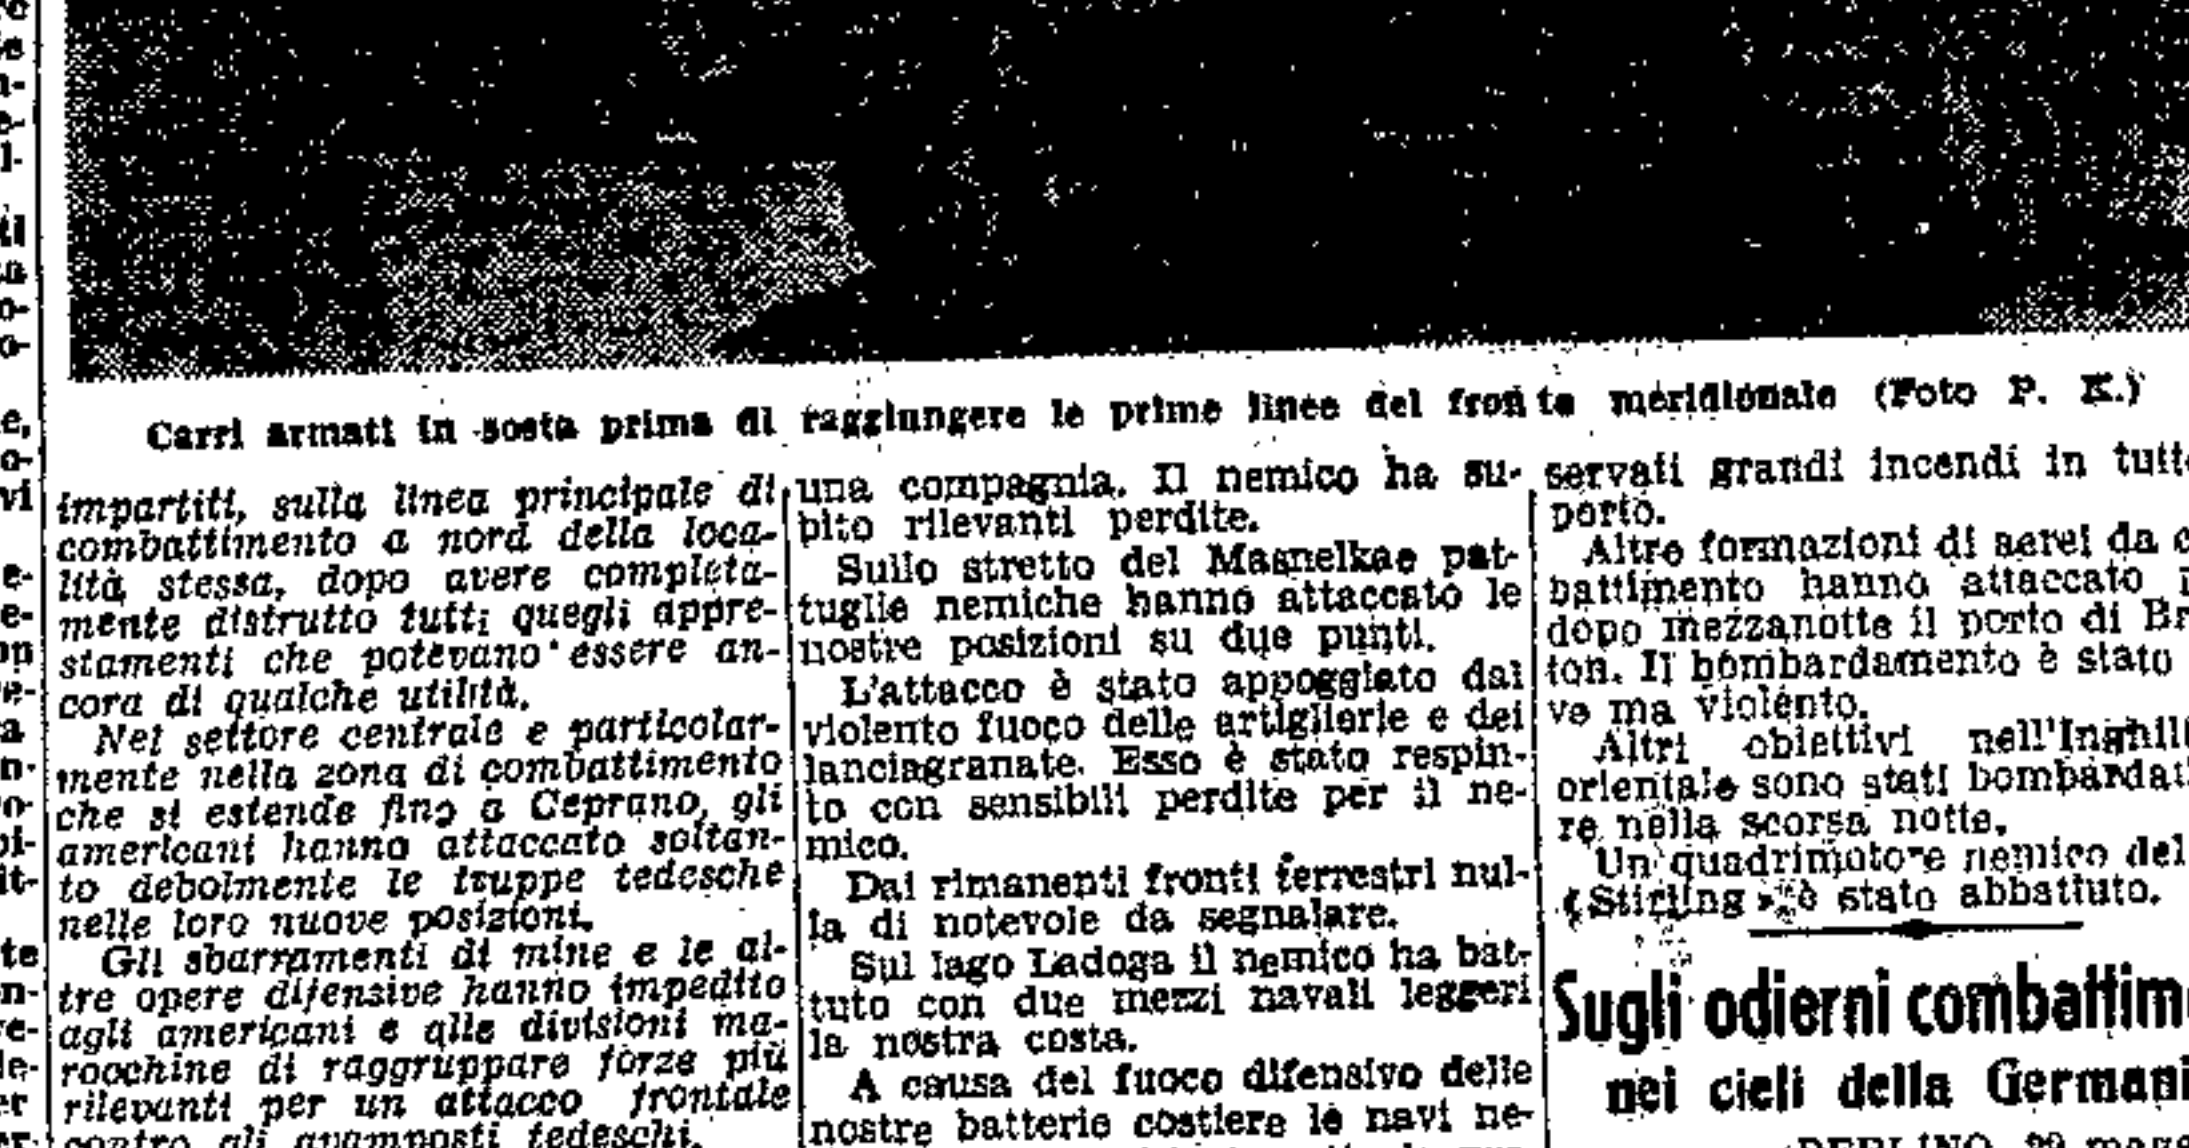 Carri armati in sosta prima di raggiungere le prime linee del fronte meridionale (Foto P. K.)
impartiti, sulla linea principale di
combattimento a nord della loca-
lità stessa, dopo avere completa-
mente distrutto tutti quegli appre-
stamenti che potevano essere an-
cora di qualche utilità.
Nel settore centrale e particolar-
mente nella zona di combattimento
che si estende fino a Ceprano, gli
americani hanno attaccato soltan-
to debolmente le truppe tedesche
nelle loro nuove posizioni.
Gli sbarramenti di mine e le al-
tre opere difensive hanno impedito
agli americani e alle divisioni ma-
rocchine di raggruppare forze più
rilevanti per un attacco frontale
contro gli avamposti tedeschi.
una compagnia. Il nemico ha su-
bito rilevanti perdite.
Sullo stretto del Masnelkae pat-
tuglie nemiche hanno attaccato le
nostre posizioni su due punti.
L'attacco è stato appoggiato dal
violento fuoco delle artiglierie e dei
lanciagranate. Esso è stato respin-
to con sensibili perdite per il ne-
mico.
Dai rimanenti fronti terrestri nul-
la di notevole da segnalare.
Sul lago Ladoga il nemico ha bat-
tuto con due mezzi navali leggeri
la nostra costa.
A causa del fuoco difensivo delle
nostre batterie costiere le navi ne-
servati grandi incendi in tutto
porto.
Altre formazioni di aerei da c
battimento hanno attaccato
dopo mezzanotte il porto di Br
ton. Il bombardamento è stato
ve ma violento.
Altri obiettivi nell'Inghil
orientale sono stati bombardati
re nella scorsa notte.
Un quadrimotore nemico del
«Stirling» è stato abbattuto.
Sugli odierni combattim
nei cieli della Germani
BERLINO, 29